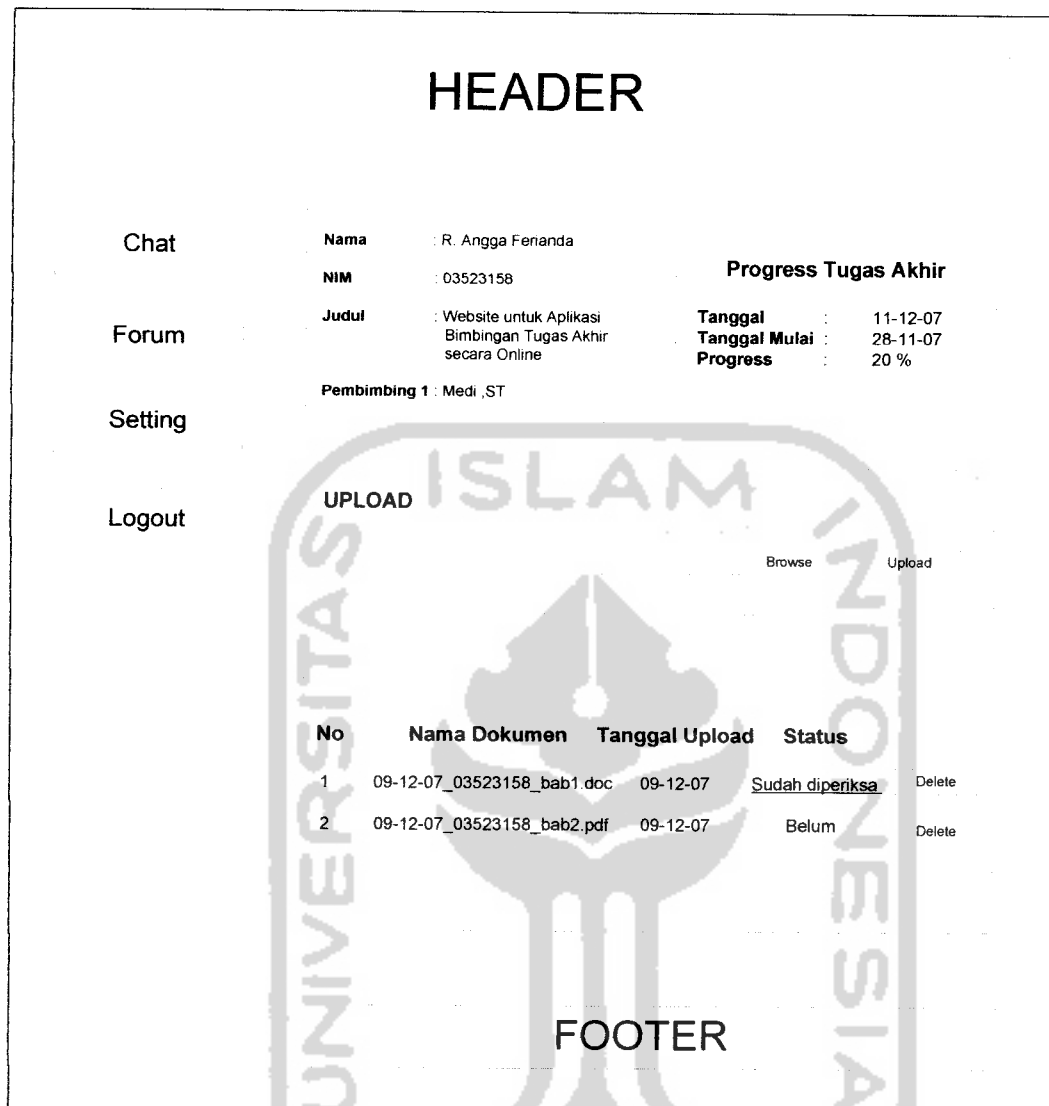 HEADER
Chat
Forum
Setting
Logout
Nama : R. Angga Ferianda
NIM : 03523158
Judul : Website untuk Aplikasi
Bimbingan Tugas Akhir
secara Online
Pembimbing 1 : Medi ,ST
Progress Tugas Akhir
Tanggal : 11-12-07
Tanggal Mulai : 28-11-07
Progress : 20 %
UPLOAD
Browse Upload
No Nama Dokumen Tanggal Upload Status
1 09-12-07_03523158_bab1.doc 09-12-07 Sudah diperiksa Delete
2 09-12-07_03523158_bab2.pdf 09-12-07 Belum Delete
FOOTER
UNIVERSITAS
ISLAM
INDONESIA